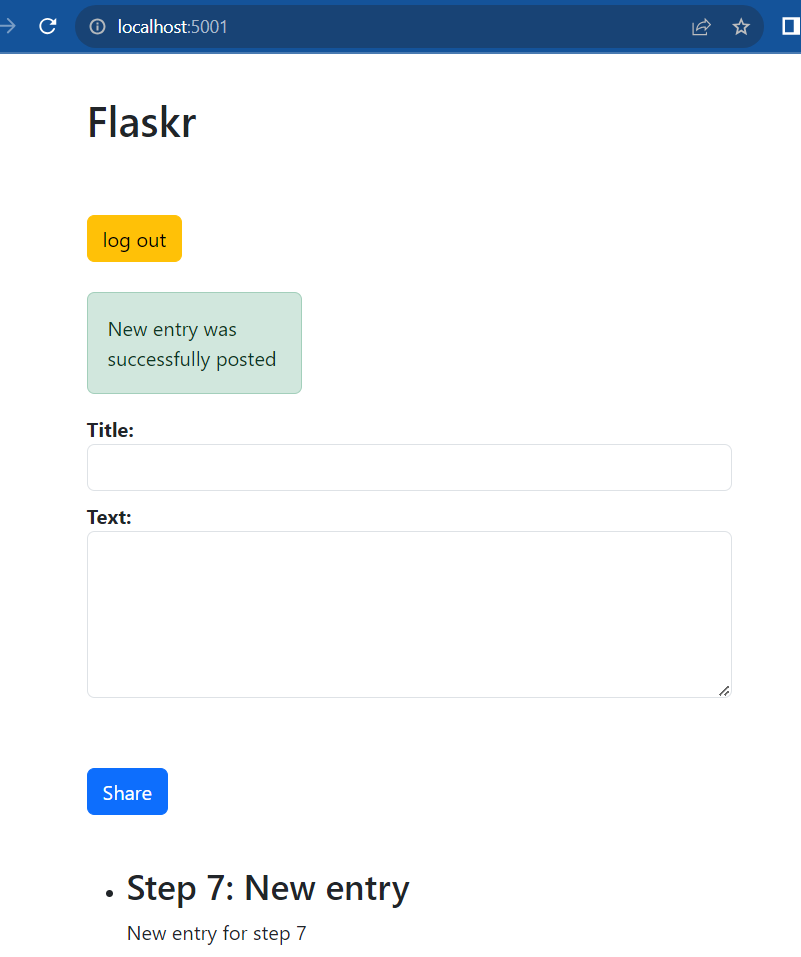 localhost:5001
Flaskr
log out
New entry was
successfully posted
Title:
Text:
Share
Step 7: New entry
New entry for step 7